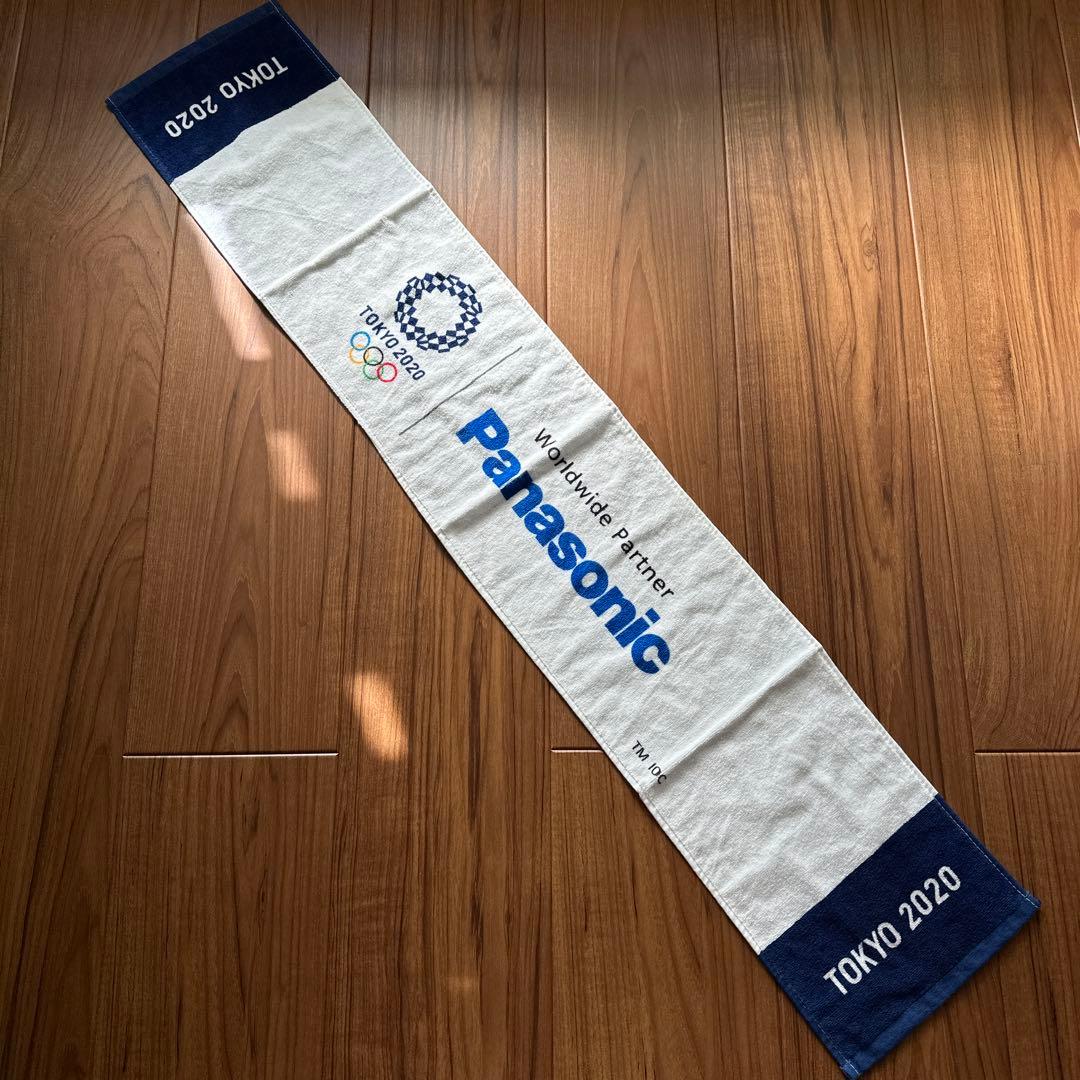 TOKYO 2020
TOKYO 2020
Worldwide Partner
Panasonic
TM IOC
TOKYO 2020